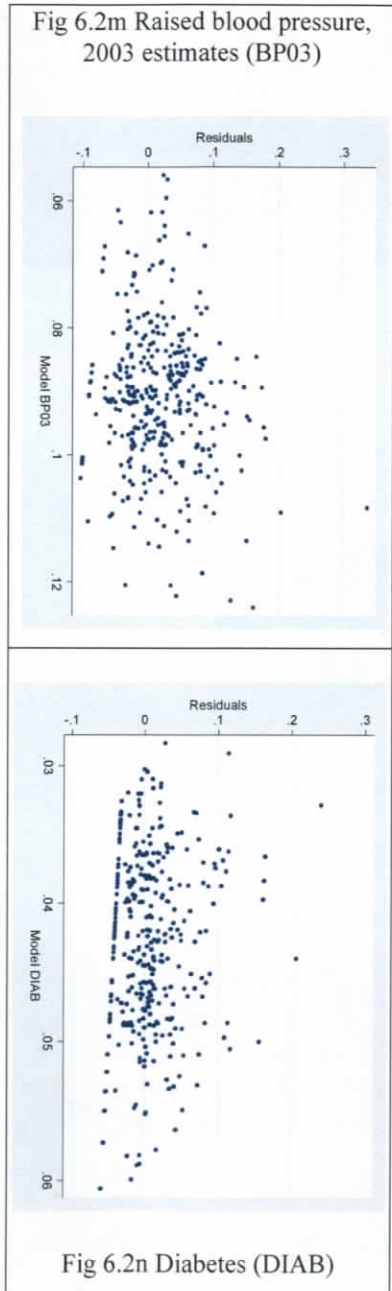 Fig 6.2m Raised blood pressure,
2003 estimates (BP03)
Residuals
-.1 0 .1 .2 .3
.06
.08
.1
.12
Model BP03
Residuals
-.1 0 .1 .2 .3
.03
.04
.05
.06
Model DIAB
Fig 6.2n Diabetes (DIAB)